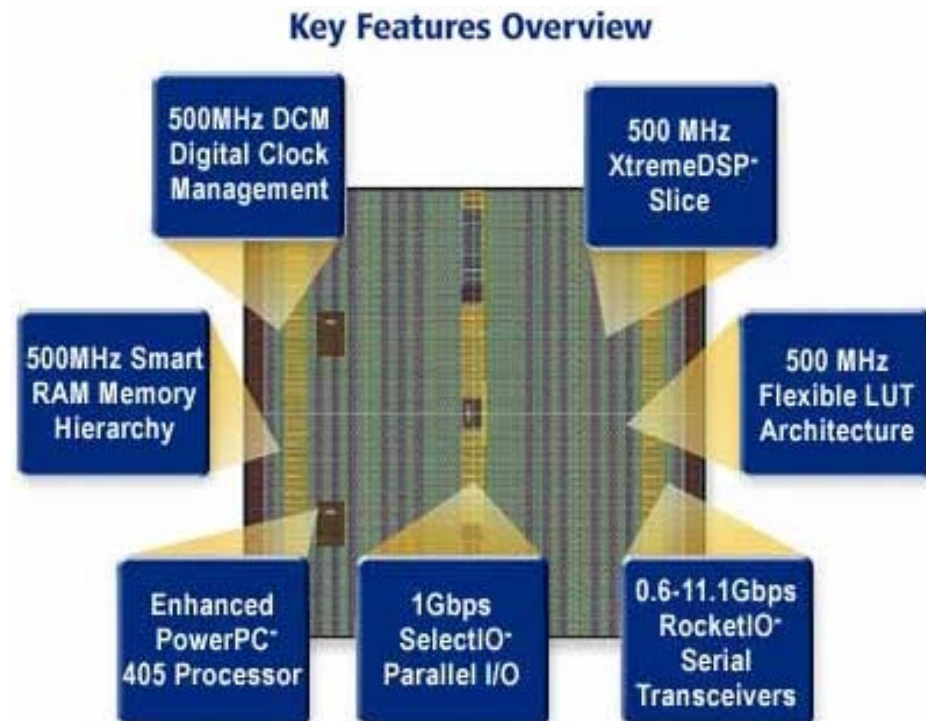 Key Features Overview
500MHz DCM
Digital Clock
Management
500 MHz
XtremeDSP™
Slice
500MHz Smart
RAM Memory
Hierarchy
500 MHz
Flexible LUT
Architecture
Enhanced
PowerPC™
405 Processor
1Gbps
SelectIO™
Parallel I/O
0.6-11.1Gbps
RocketIO™
Serial
Transceivers